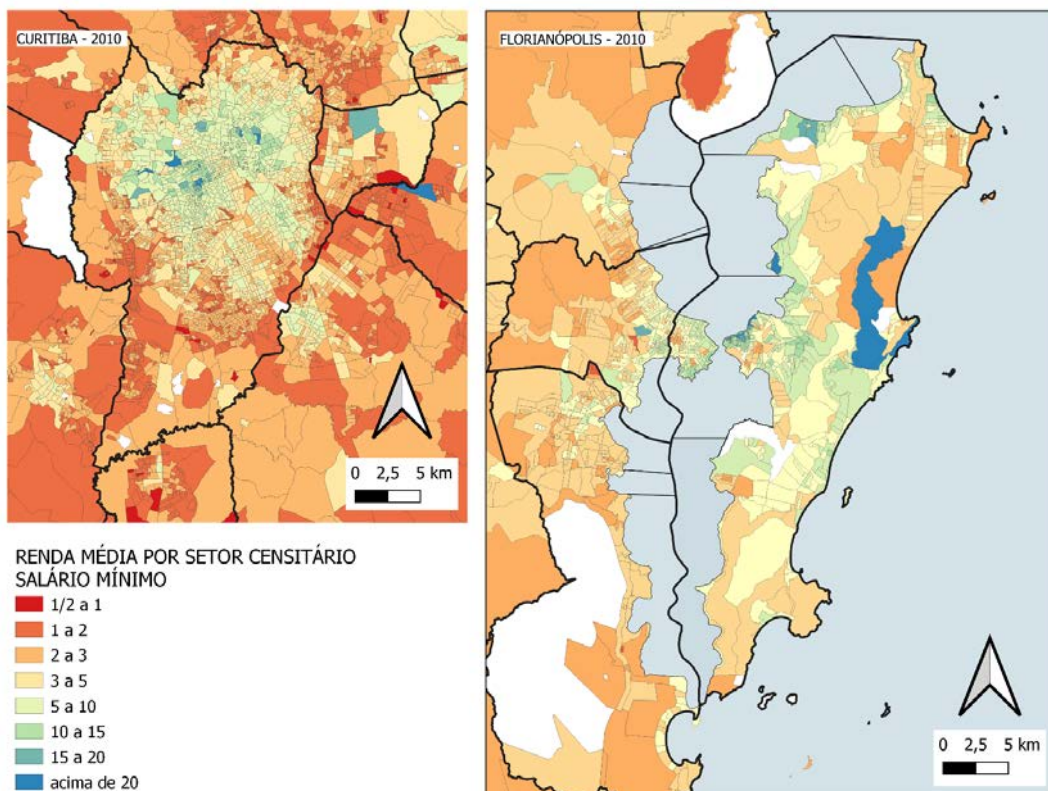 CURITIBA - 2010
FLORIANÓPOLIS - 2010
0 2,5 5 km
RENDA MÉDIA POR SETOR CENSITÁRIO
SALÁRIO MÍNIMO
1/2 a 1
1 a 2
2 a 3
3 a 5
5 a 10
10 a 15
15 a 20
acima de 20
0 2,5 5 km